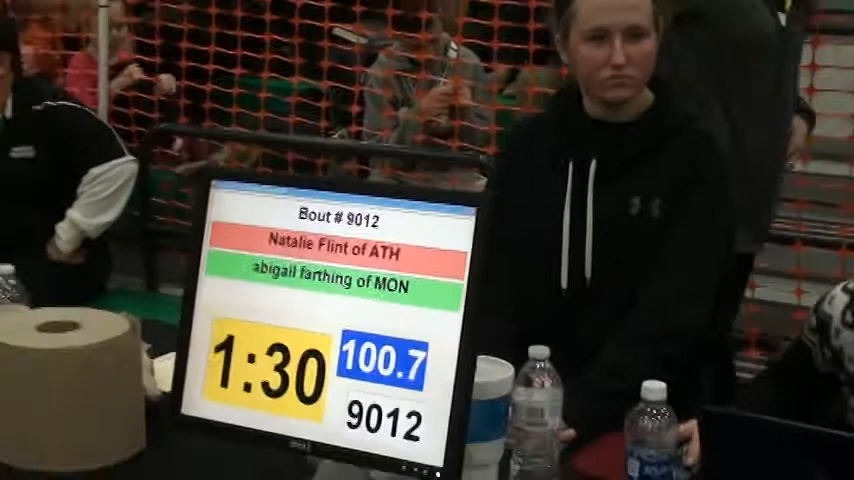 Bout # 9012
Natalie Flint of ATH
abigail farthing of MON
1:30
100.7
9012